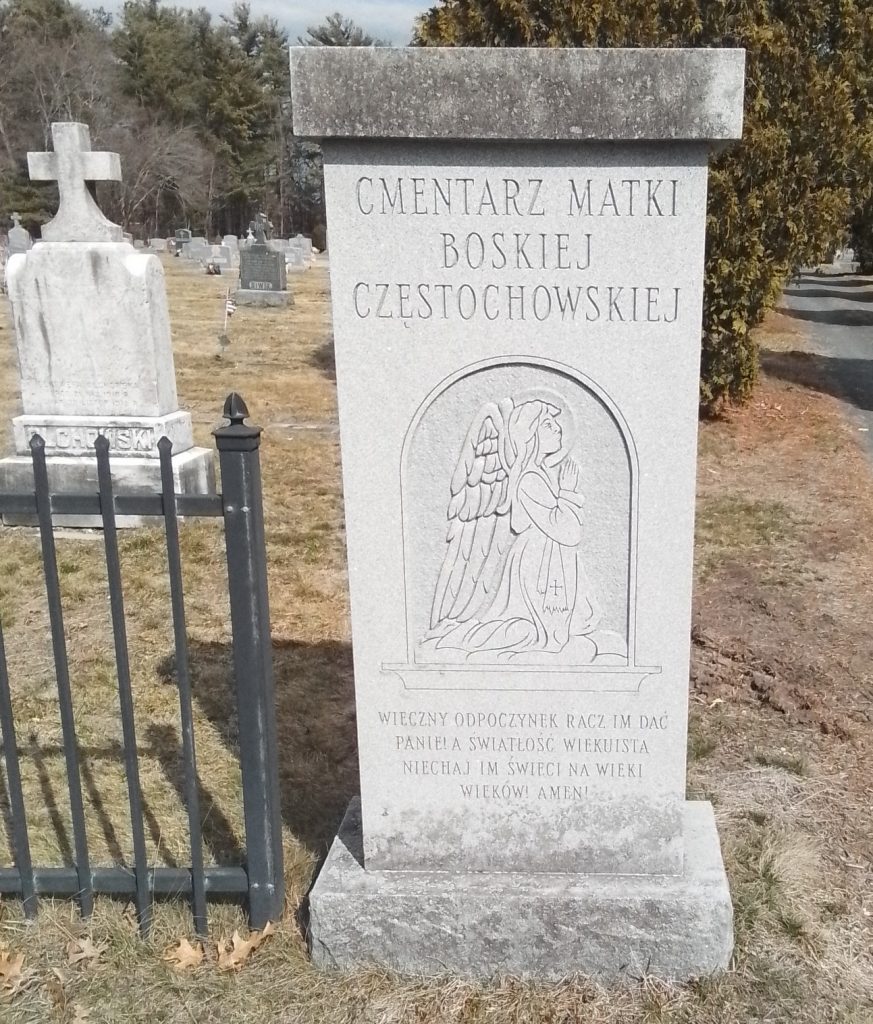 CMENTARZ MATKI
BOSKIEJ
CZĘSTOCHOWSKIEJ
WIECZNY ODPOCZYNEK RACZ IM DAĆ
PANIE! A ŚWIATŁOŚĆ WIEKUISTA
NIECHAJ IM ŚWIECI NA WIEKI
WIEKÓW! AMEN!